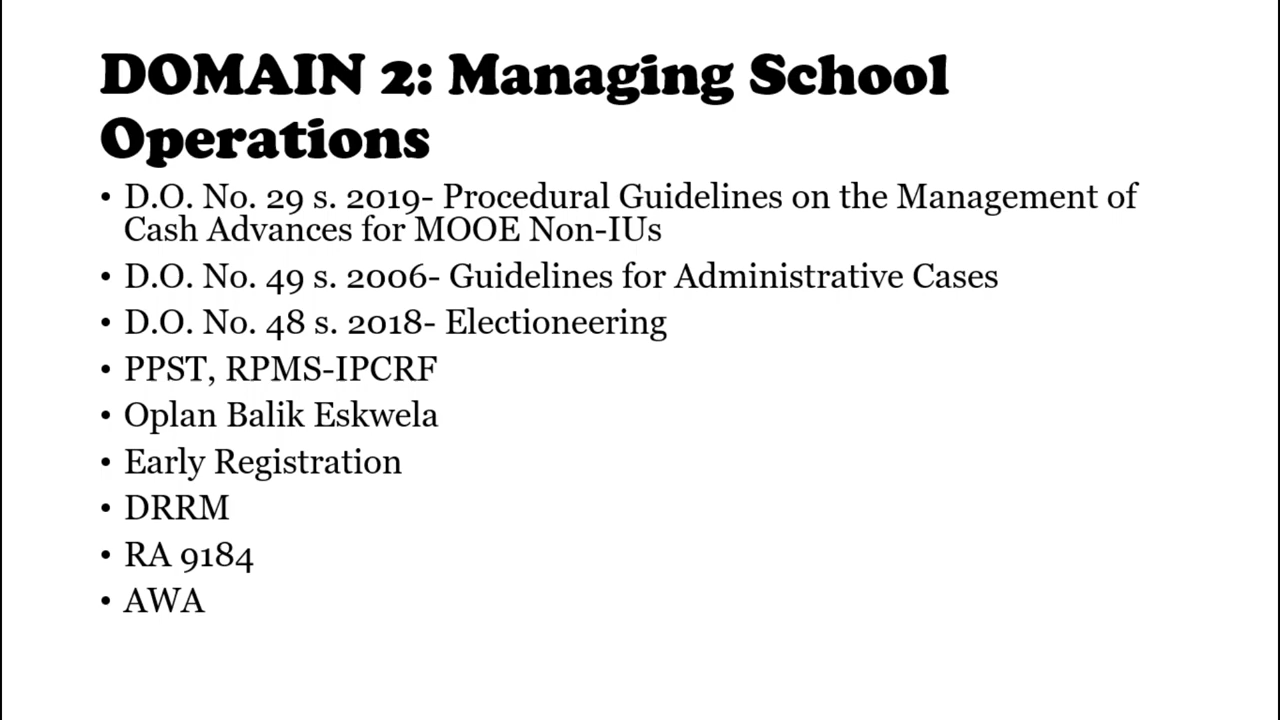 DOMAIN 2: Managing School
Operations
• D.O. No. 29 s. 2019- Procedural Guidelines on the Management of
Cash Advances for MOOE Non-IUs
• D.O. No. 49 s. 2006- Guidelines for Administrative Cases
• D.O. No. 48 s. 2018- Electioneering
• PPST, RPMS-IPCRF
• Oplan Balik Eskwela
• Early Registration
• DRRM
• RA 9184
• AWA